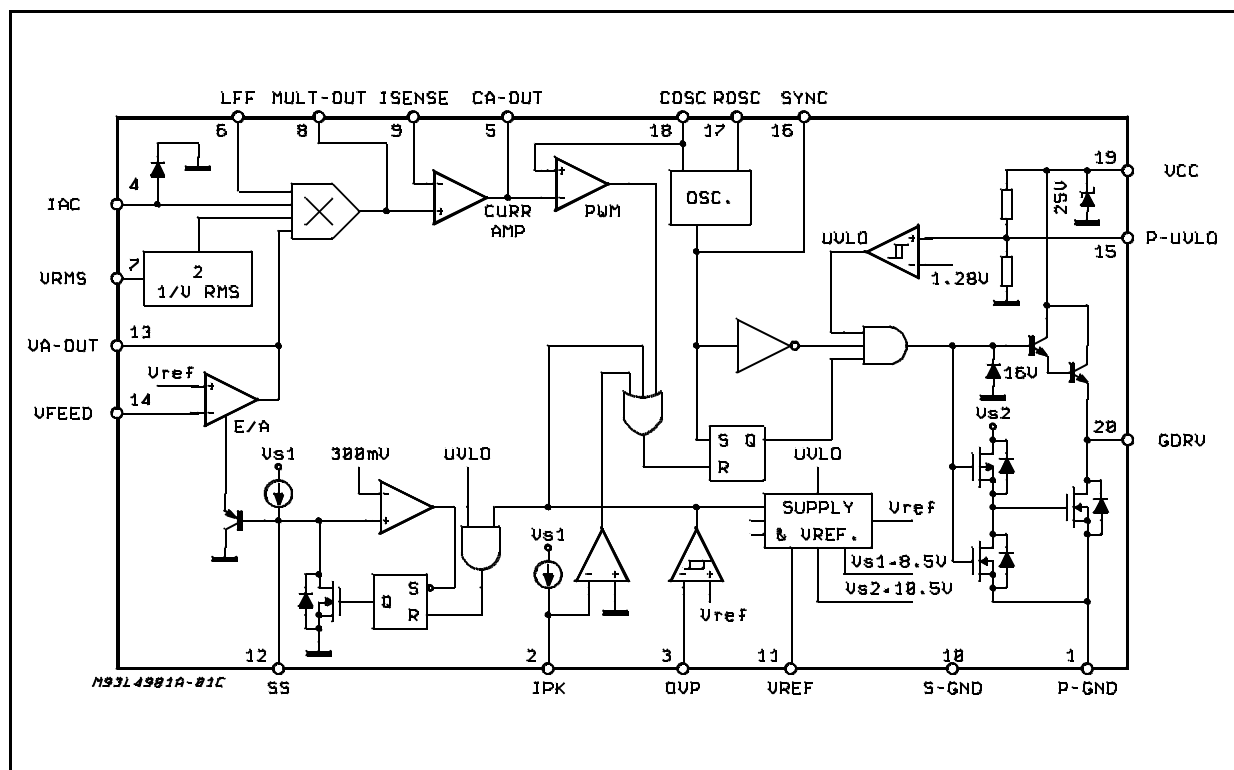 LFF MULT-OUT ISENSE CA-OUT COSC ROSC SYNC
6 8 9 5 18 17 16
4
IAC
19
VCC
25V
OSC.
CURR
AMP
PWM
UVLO
15
P-UVLO
1.28V
7
VRMS
2
1/V RMS
13
VA-OUT
Vref
14
VFEED
E/A
16V
Vs2
20
GDRV
S Q
R
Vs1
300mV
UVLO
UVLO
SUPPLY
& VREF.
Vref
Vs1
Vs1=8.5V
Vs2=10.5V
Q S
R
Vref
12 2 3 11 10 1
M93L4981A-01C
SS IPK OVP VREF S-GND P-GND